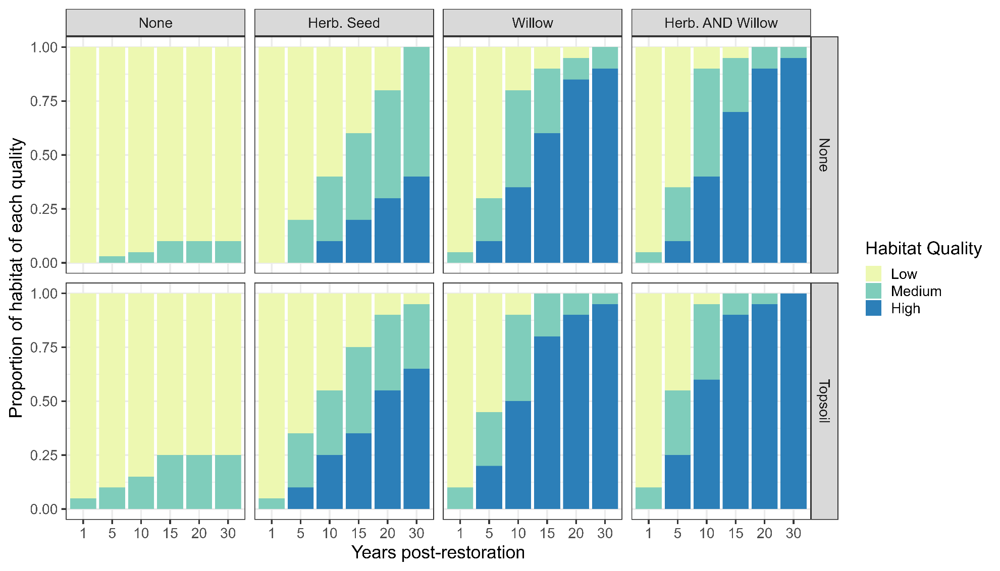 None
Herb. Seed
Willow
Herb. AND Willow
Proportion of habitat of each quality
1.00
0.75
0.50
0.25
0.00
None
1.00
0.75
0.50
0.25
0.00
Topsoil
1 5 10 15 20 30
1 5 10 15 20 30
1 5 10 15 20 30
1 5 10 15 20 30
Years post-restoration
Habitat Quality
Low
Medium
High